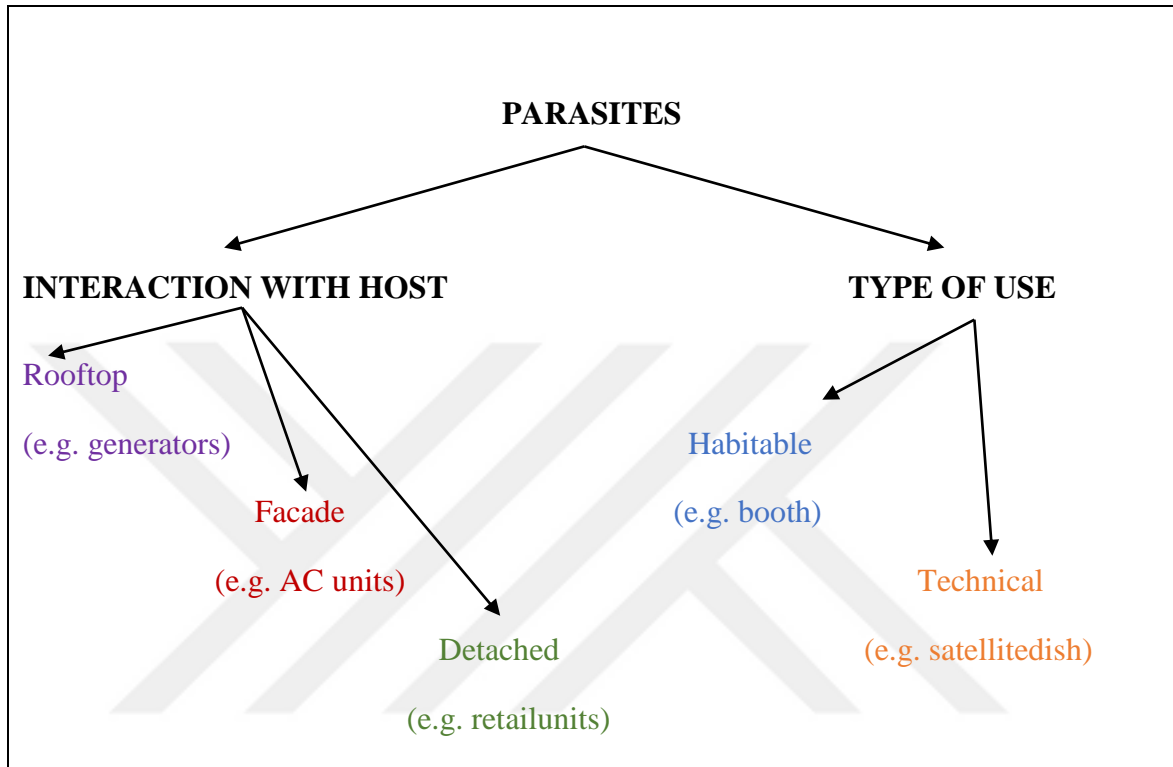 PARASITES
INTERACTION WITH HOST
TYPE OF USE
Rooftop
(e.g. generators)
Facade
(e.g. AC units)
Detached
(e.g. retailunits)
Habitable
(e.g. booth)
Technical
(e.g. satellitedish)